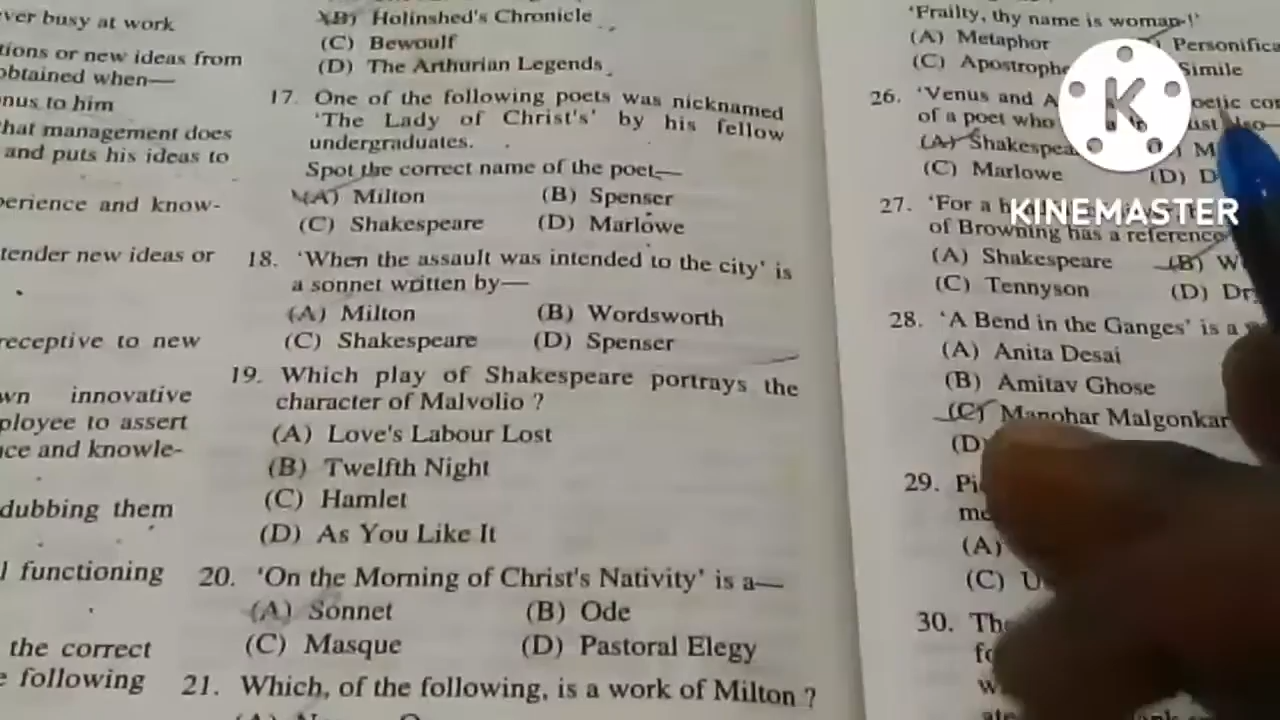 ver busy at work
tions or new ideas from
obtained when—
nus to him
hat management does
and puts his ideas to
perience and know-
tender new ideas or
receptive to new
wn innovative
ployee to assert
nce and knowle-
dubbing them
l functioning
the correct
e following
(B) Holinshed's Chronicle
(C) Bewoulf
(D) The Arthurian Legends
17. One of the following poets was nicknamed
'The Lady of Christ's' by his fellow
undergraduates.
Spot the correct name of the poet—
(A) Milton (B) Spenser
(C) Shakespeare (D) Marlowe
18. 'When the assault was intended to the city' is
a sonnet written by—
(A) Milton (B) Wordsworth
(C) Shakespeare (D) Spenser
19. Which play of Shakespeare portrays the
character of Malvolio ?
(A) Love's Labour Lost
(B) Twelfth Night
(C) Hamlet
(D) As You Like It
20. 'On the Morning of Christ's Nativity' is a—
(A) Sonnet (B) Ode
(C) Masque (D) Pastoral Elegy
21. Which, of the following, is a work of Milton ?
'Frailty, thy name is woman-!'
(A) Metaphor Personifica
(C) Apostrophe Simile
26. 'Venus and A oetic con
of a poet who
(A) Shakespea M
(C) Marlowe (D) D
27. 'For a h
of Browning has a reference
(A) Shakespeare (B) W
(C) Tennyson (D) Dry
28. 'A Bend in the Ganges' is a
(A) Anita Desai
(B) Amitav Ghose
(C) Manohar Malgonkar
(D)
29. Pi
me
(A)
(C) U
30. Th
fo
w
ate
K
KINEMASTER